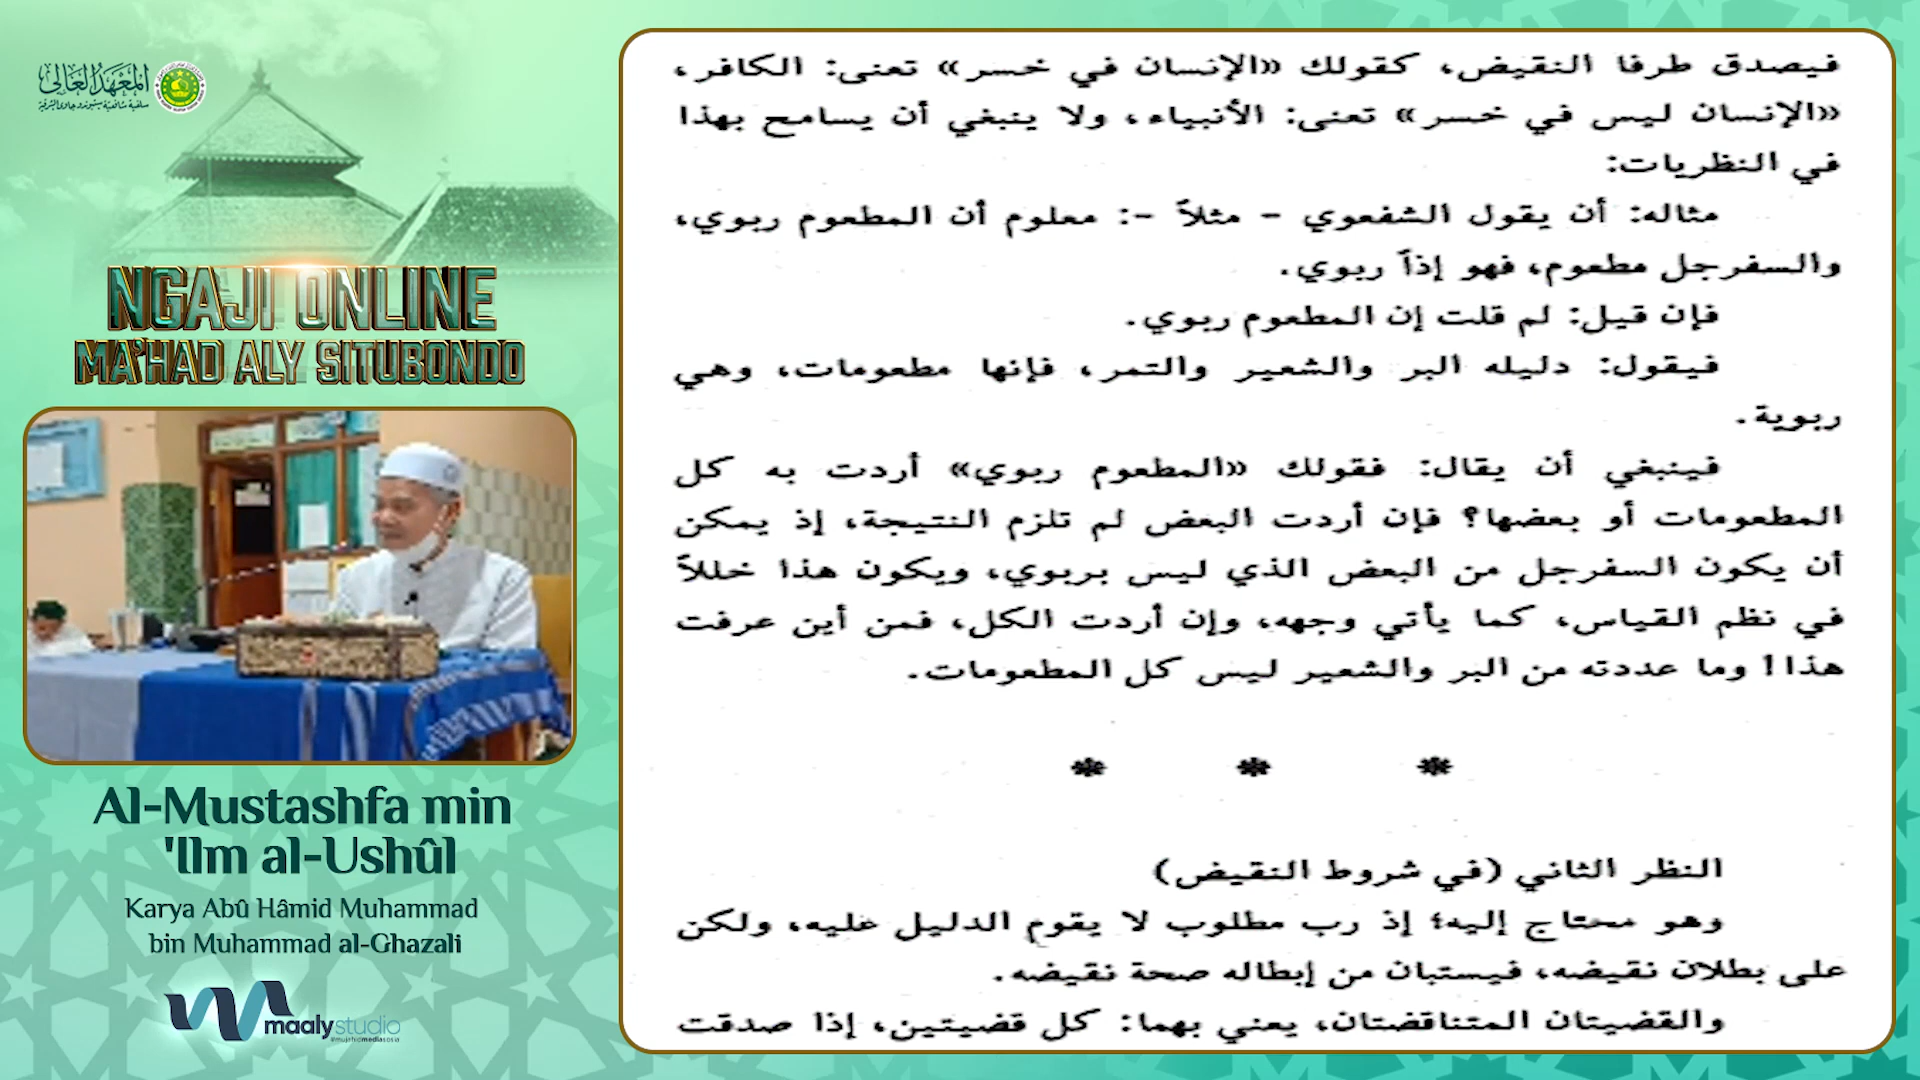 المعهد العالي
NGAJI ONLINE
MA'HAD ALY SITUBONDO
Al-Mustashfa min
'Ilm al-Ushûl
Karya Abû Hâmid Muhammad
bin Muhammad al-Ghazali
maalystudio
فيصدق طرفا النقيض، كقولك «الإنسان في خسر» تعنى: الكافر،
«الإنسان ليس في خسر» تعنى: الأنبياء، ولا ينبغي أن يسامح بهذا
في النظريات:
مثاله: أن يقول الشفعوي - مثلاً -: معلوم أن المطعوم ربوي،
والسفرجل مطعوم، فهو إذاً ربوي.
فإن قيل: لم قلت إن المطعوم ربوي.
فيقول: دليله البر والشعير والتمر، فإنها مطعومات، وهي
ربوية.
فينبغي أن يقال: فقولك «المطعوم ربوي» أردت به كل
المطعومات أو بعضها؟ فإن أردت البعض لم تلزم النتيجة، إذ يمكن
أن يكون السفرجل من البعض الذي ليس بربوي، ويكون هذا خللاً
في نظم القياس، كما يأتي وجهه، وإن أردت الكل، فمن أين عرفت
هذا! وما عددته من البر والشعير ليس كل المطعومات.
* * *
النظر الثاني (في شروط النقيض)
وهو محتاج إليه؛ إذ رب مطلوب لا يقوم الدليل عليه، ولكن
على بطلان نقيضه، فيستبان من إبطاله صحة نقيضه.
والقضيتان المتناقضتان، يعني بهما: كل قضيتين، إذا صدقت